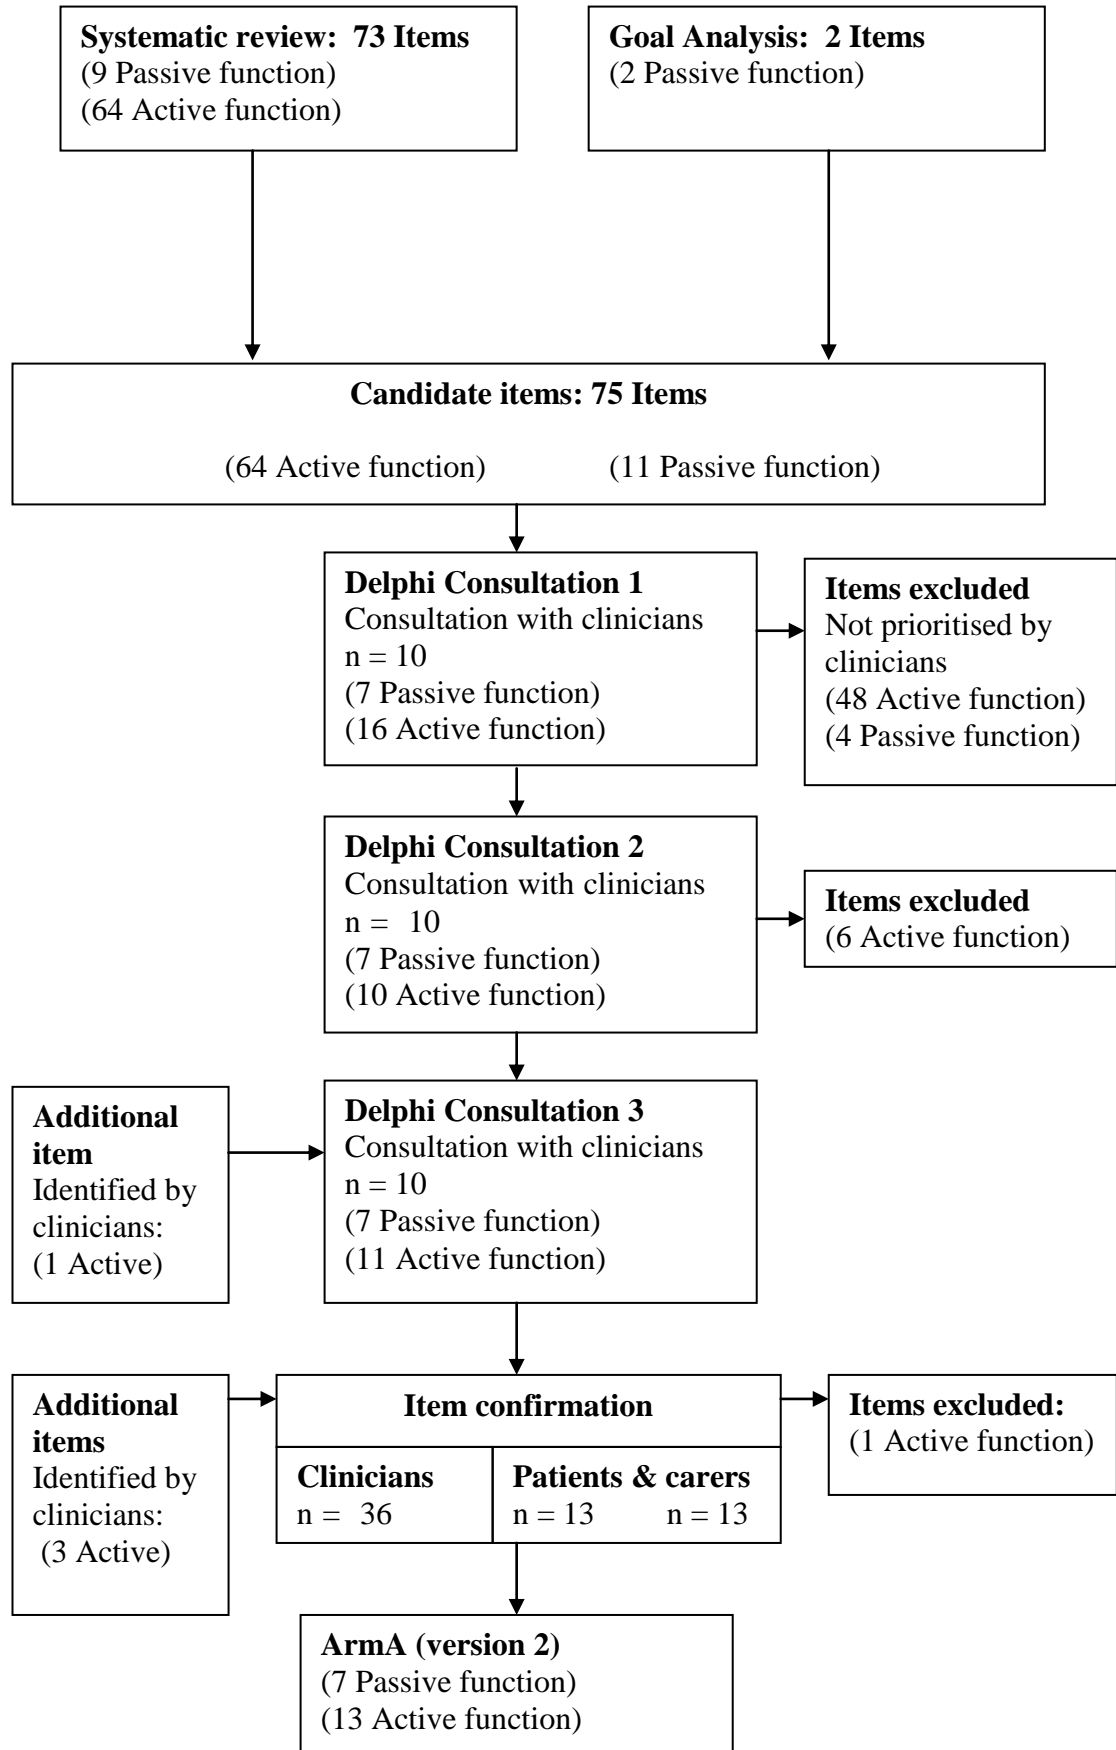 Systematic review:  73 Items
(9 Passive function)
(64 Active function)
Goal Analysis:  2 Items
(2 Passive function)
Candidate items: 75 Items
(64 Active function)
(11 Passive function)
Delphi Consultation 1
Consultation with clinicians
n = 10
(7 Passive function)
(16 Active function)
Items excluded
Not prioritised by
clinicians
(48 Active function)
(4 Passive function)
Delphi Consultation 2
Consultation with clinicians
n =  10
(7 Passive function)
(10 Active function)
Items excluded
(6 Active function)
Additional
item
Identified by
clinicians:
(1 Active)
Delphi Consultation 3
Consultation with clinicians
n = 10
(7 Passive function)
(11 Active function)
Additional
items
Identified by
clinicians:
(3 Active)
Item confirmation
Clinicians
n =  36
Patients & carers
n = 13 n = 13
Items excluded:
(1 Active function)
ArmA (version 2)
(7 Passive function)
(13 Active function)